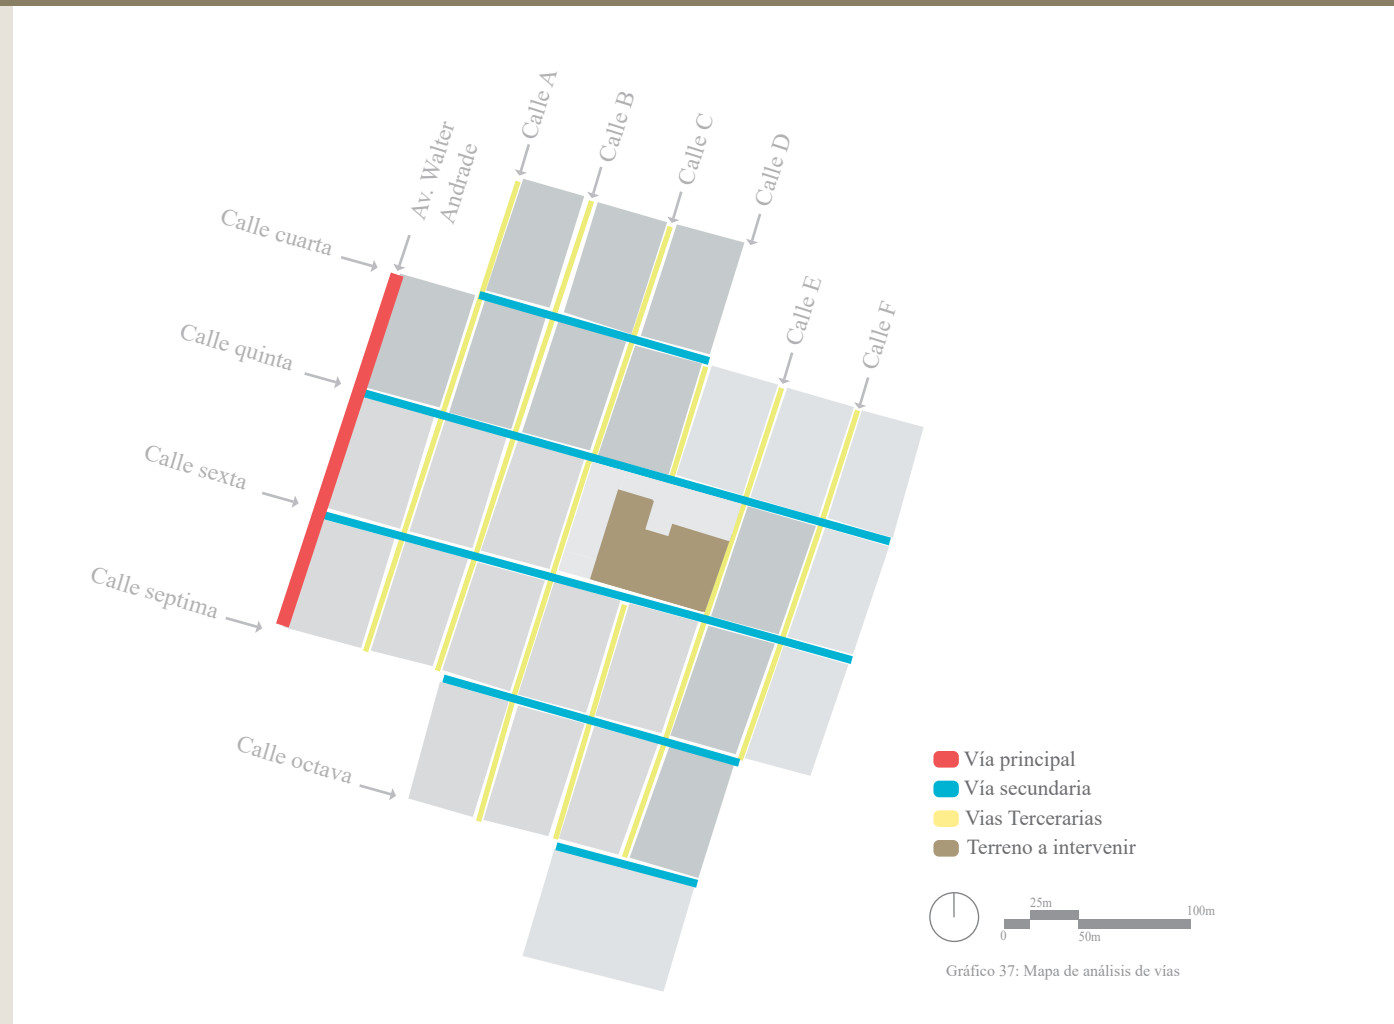 Calle A
Calle B
Calle C
Calle D
Av. Walter
Andrade
Calle cuarta
Calle E
Calle F
Calle quinta
Calle sexta
Calle septima
Calle octava
Vía principal
Vía secundaria
Vias Tercerarias
Terreno a intervenir
25m
100m
0
50m
Gráfico 37: Mapa de análisis de vías